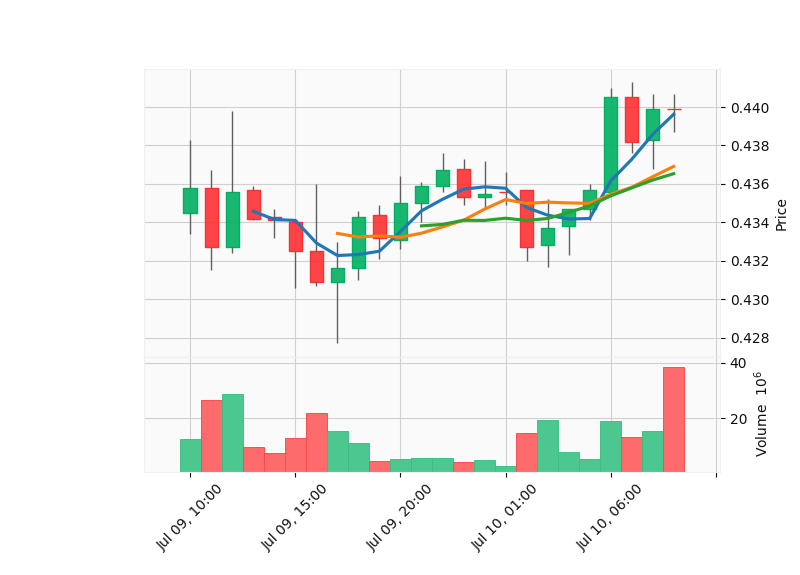 0.440
0.438
0.436
0.434
0.432
0.430
0.428
Price
40
20
Volume 10^6
Jul 09, 10:00
Jul 09, 15:00
Jul 09, 20:00
Jul 10, 01:00
Jul 10, 06:00